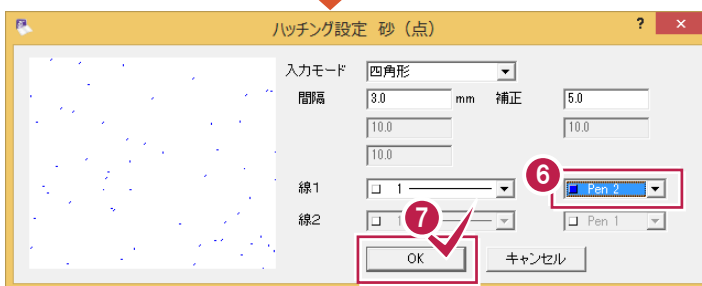 ハッチング設定 砂（点） ? ×
入力モード 四角形
間隔 3.0 mm 補正 5.0
10.0 10.0
10.0
6
線1 1 Pen 2
7
線2 1 Pen 1
OK キャンセル